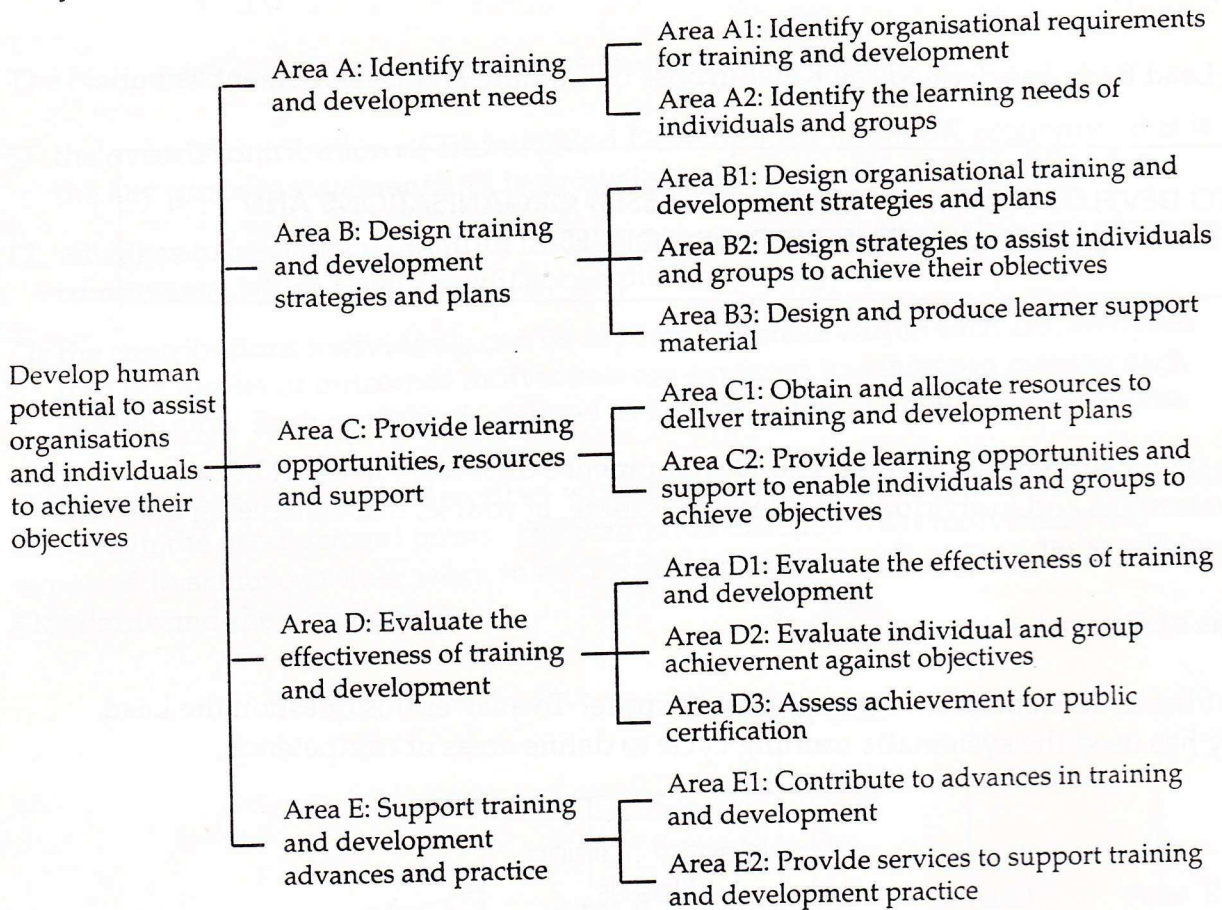 Develop human
potential to assist
organisations
and indivlduals
to achieve their
objectives
Area A: Identify training
and development needs
Area A1: Identify organisational requirements
for training and development
Area A2: Identify the learning needs of
individuals and groups
Area B: Design training
and development
strategies and plans
Area B1: Design organisational training and
development strategies and plans
Area B2: Design strategies to assist individuals
and groups to achieve their oblectives
Area B3: Design and produce learner support
material
Area C: Provide learning
opportunities, resources
and support
Area C1: Obtain and allocate resources to
dellver training and development plans
Area C2: Provide learning opportunities and
support to enable individuals and groups to
achieve objectives
Area D: Evaluate the
effectiveness of training
and development
Area D1: Evaluate the effectiveness of training
and development
Area D2: Evaluate individual and group
achievernent against objectives
Area D3: Assess achievement for public
certification
Area E: Support training
and development
advances and practice
Area E1: Contribute to advances in training
and development
Area E2: Provlde services to support training
and development practice